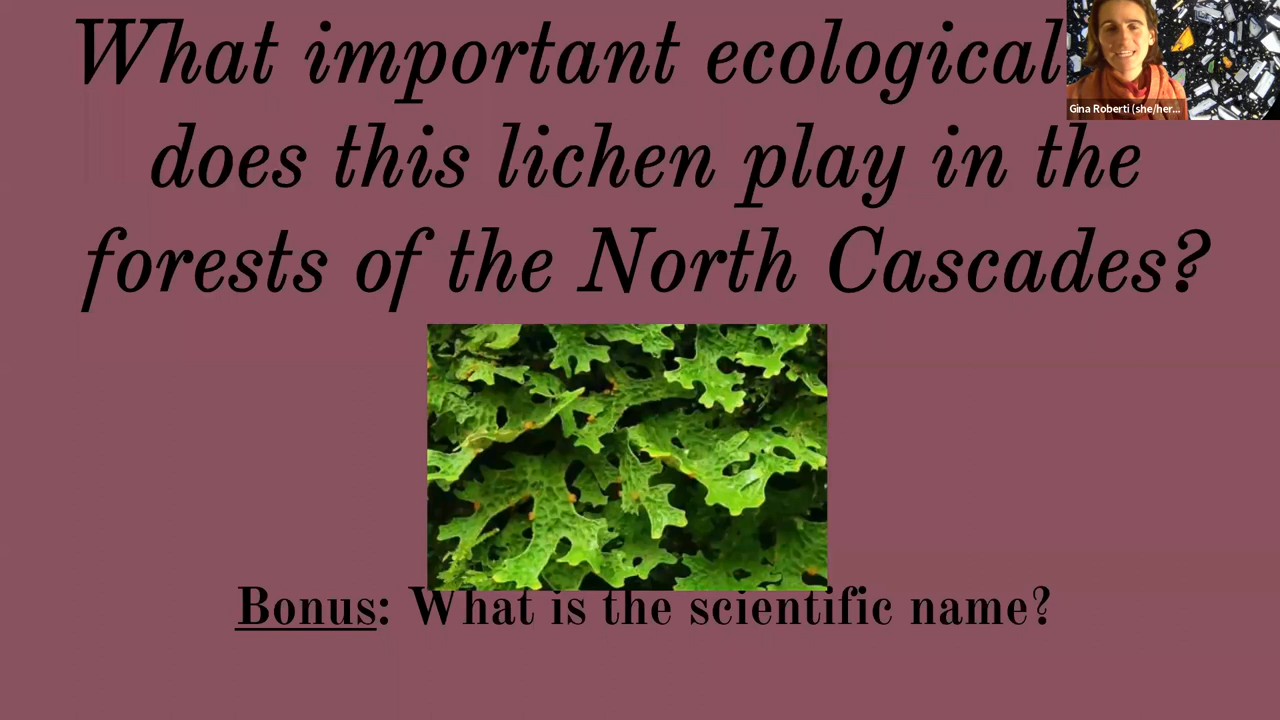 What important ecological
Gina Roberti (she/her...
does this lichen play in the
forests of the North Cascades?
Bonus: What is the scientific name?